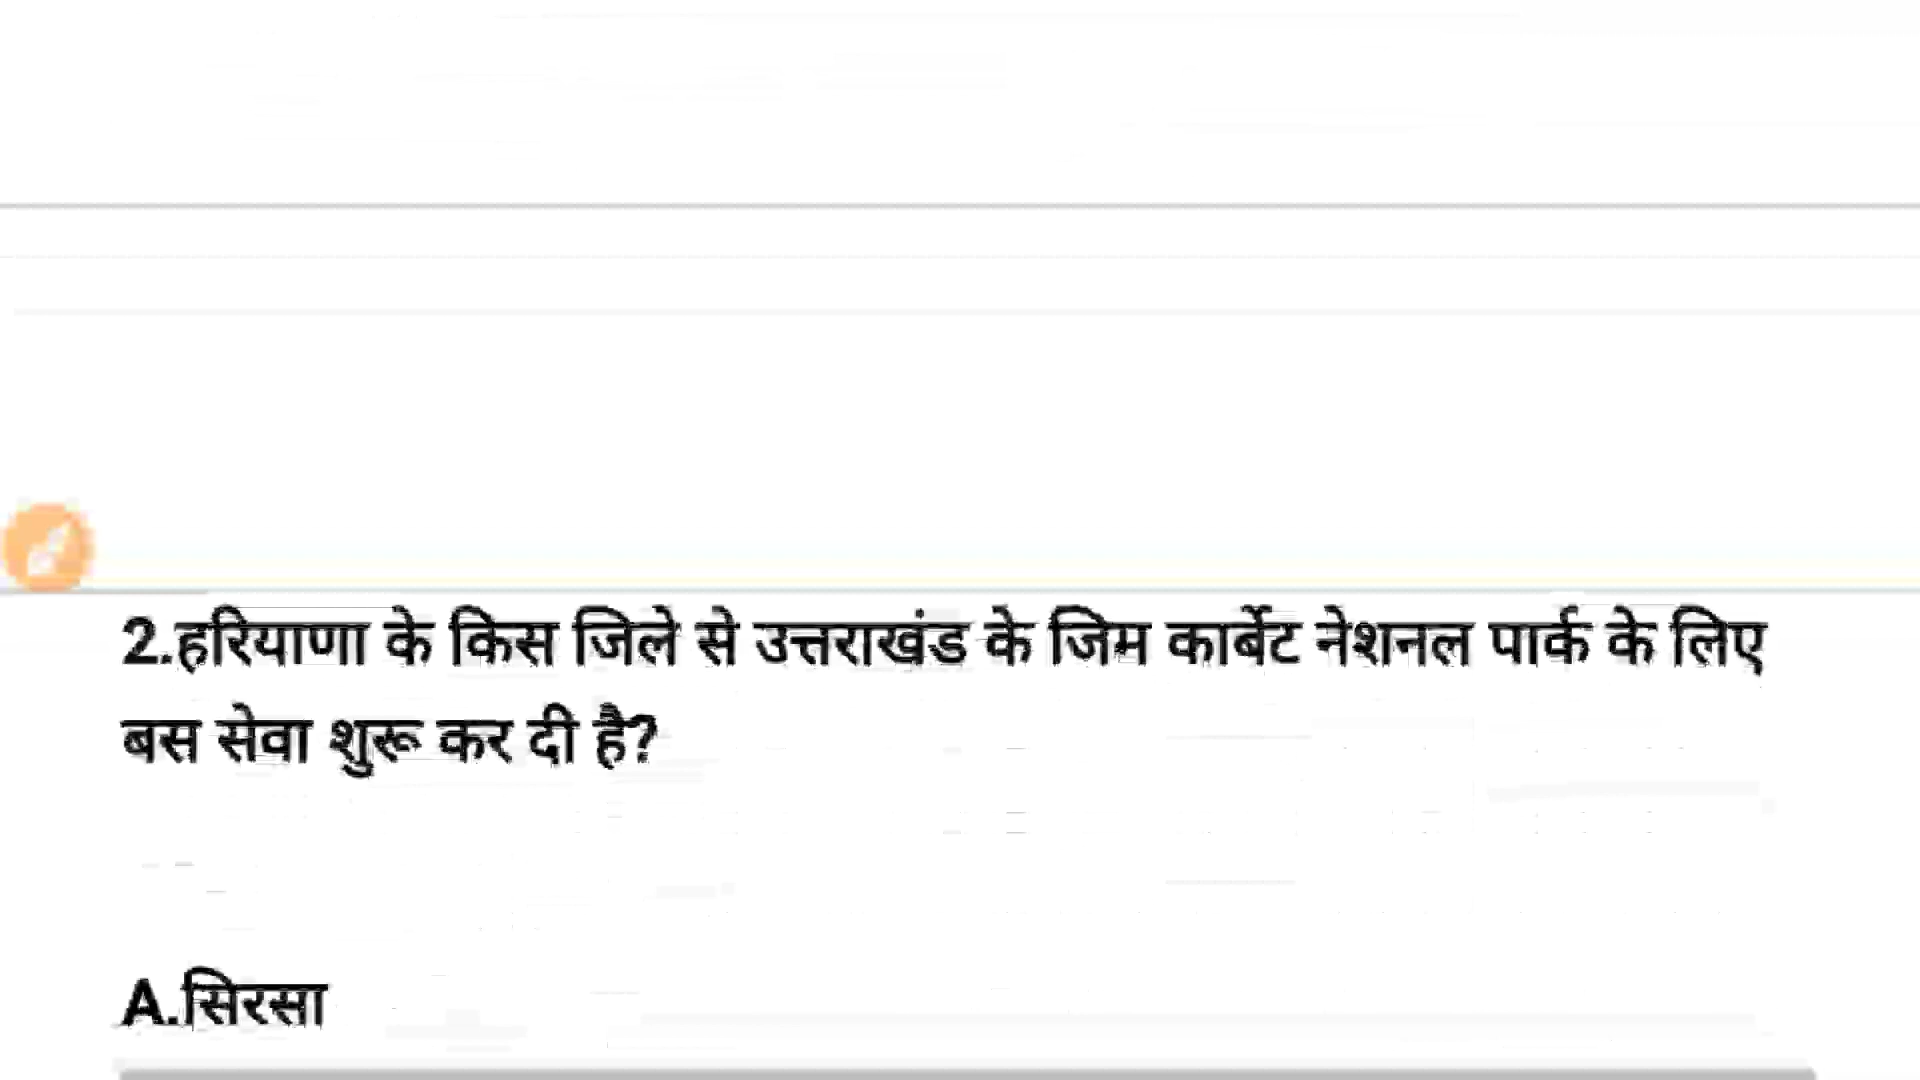 2.हरियाणा के किस जिले से उत्तराखंड के जिम कार्बेट नेशनल पार्क के लिए
बस सेवा शुरू कर दी है?
A.सिरसा